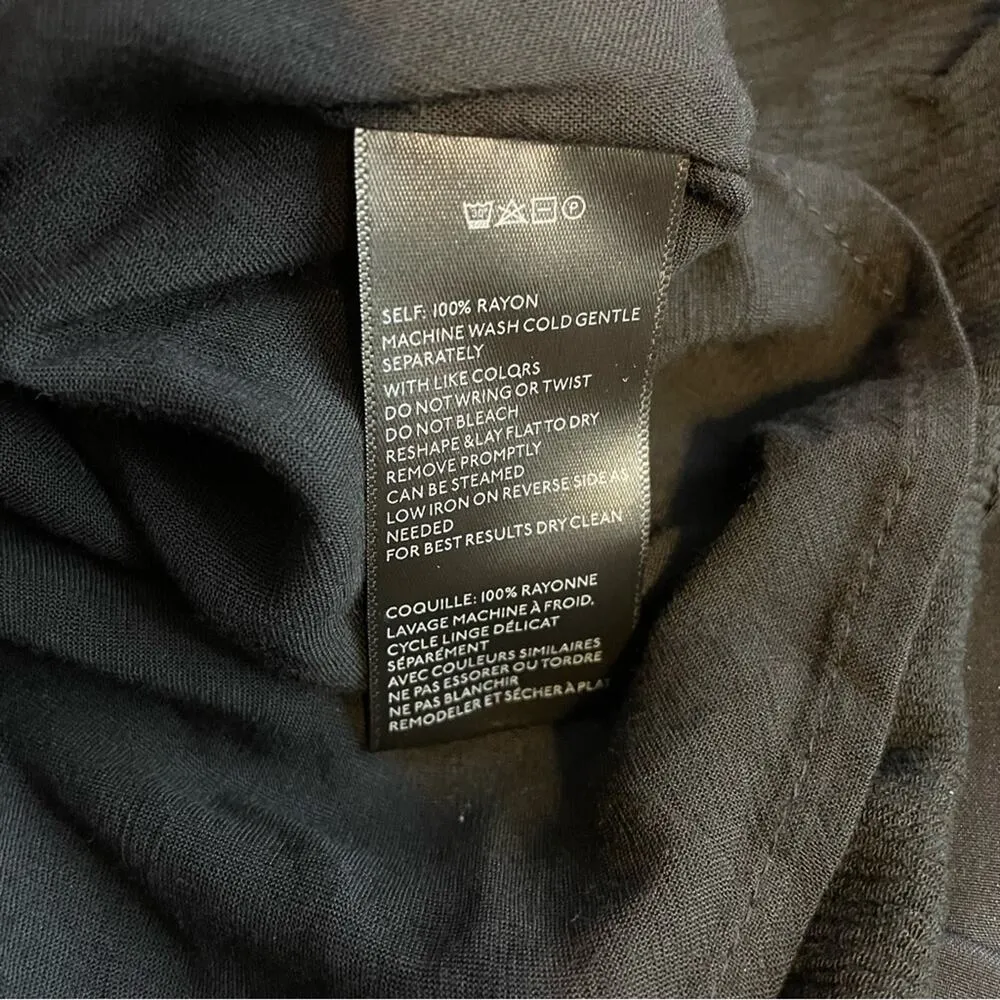 30° P
SELF: 100% RAYON
MACHINE WASH COLD GENTLE
SEPARATELY
WITH LIKE COLORS
DO NOT WRING OR TWIST
DO NOT BLEACH
RESHAPE & LAY FLAT TO DRY
REMOVE PROMPTLY
CAN BE STEAMED
LOW IRON ON REVERSE SIDE AS
NEEDED
FOR BEST RESULTS DRY CLEAN
COQUILLE: 100% RAYONNE
LAVAGE MACHINE À FROID,
CYCLE LINGE DÉLICAT
SÉPARÉMENT
AVEC COULEURS SIMILAIRES
NE PAS ESSORER OU TORDRE
NE PAS BLANCHIR
REMODELER ET SÉCHER À PLAT